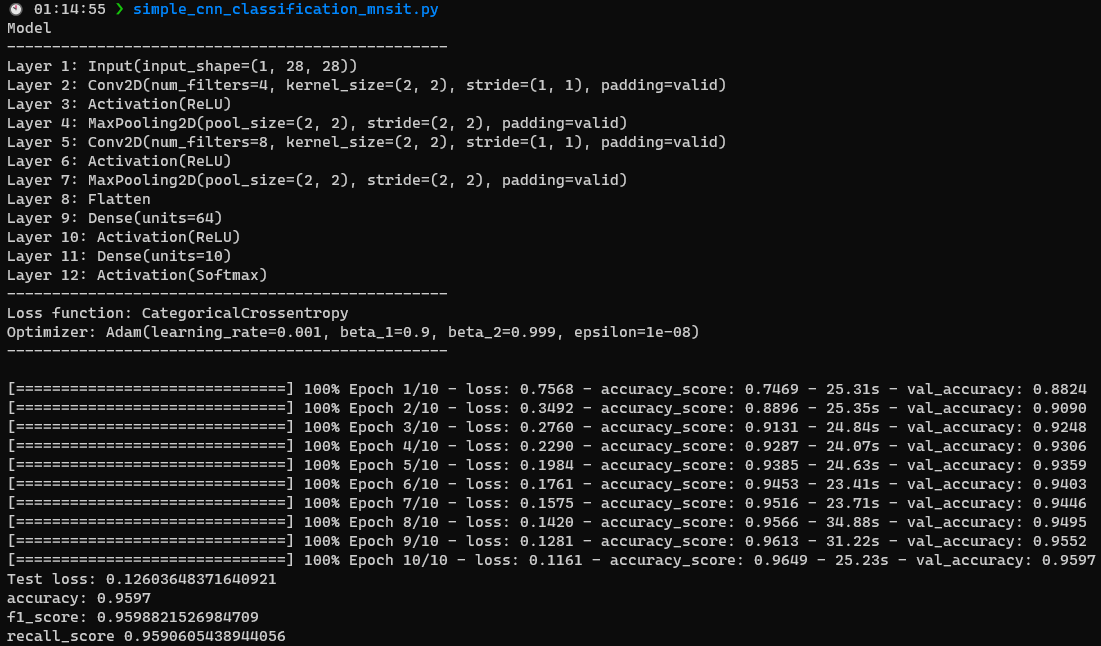 01:14:55 ❯ simple_cnn_classification_mnsit.py
Model
-------------------------------------------------
Layer 1: Input(input_shape=(1, 28, 28))
Layer 2: Conv2D(num_filters=4, kernel_size=(2, 2), stride=(1, 1), padding=valid)
Layer 3: Activation(ReLU)
Layer 4: MaxPooling2D(pool_size=(2, 2), stride=(2, 2), padding=valid)
Layer 5: Conv2D(num_filters=8, kernel_size=(2, 2), stride=(1, 1), padding=valid)
Layer 6: Activation(ReLU)
Layer 7: MaxPooling2D(pool_size=(2, 2), stride=(2, 2), padding=valid)
Layer 8: Flatten
Layer 9: Dense(units=64)
Layer 10: Activation(ReLU)
Layer 11: Dense(units=10)
Layer 12: Activation(Softmax)
-------------------------------------------------
Loss function: CategoricalCrossentropy
Optimizer: Adam(learning_rate=0.001, beta_1=0.9, beta_2=0.999, epsilon=1e-08)
-------------------------------------------------
[==============================] 100% Epoch 1/10 - loss: 0.7568 - accuracy_score: 0.7469 - 25.31s - val_accuracy: 0.8824
[==============================] 100% Epoch 2/10 - loss: 0.3492 - accuracy_score: 0.8896 - 25.35s - val_accuracy: 0.9090
[==============================] 100% Epoch 3/10 - loss: 0.2760 - accuracy_score: 0.9131 - 24.84s - val_accuracy: 0.9248
[==============================] 100% Epoch 4/10 - loss: 0.2290 - accuracy_score: 0.9287 - 24.07s - val_accuracy: 0.9306
[==============================] 100% Epoch 5/10 - loss: 0.1984 - accuracy_score: 0.9385 - 24.63s - val_accuracy: 0.9359
[==============================] 100% Epoch 6/10 - loss: 0.1761 - accuracy_score: 0.9453 - 23.41s - val_accuracy: 0.9403
[==============================] 100% Epoch 7/10 - loss: 0.1575 - accuracy_score: 0.9516 - 23.71s - val_accuracy: 0.9446
[==============================] 100% Epoch 8/10 - loss: 0.1420 - accuracy_score: 0.9566 - 34.88s - val_accuracy: 0.9495
[==============================] 100% Epoch 9/10 - loss: 0.1281 - accuracy_score: 0.9613 - 31.22s - val_accuracy: 0.9552
[==============================] 100% Epoch 10/10 - loss: 0.1161 - accuracy_score: 0.9649 - 25.23s - val_accuracy: 0.9597
Test loss: 0.12603648371640921
accuracy: 0.9597
f1_score: 0.9598821526984709
recall_score 0.9590605438944056